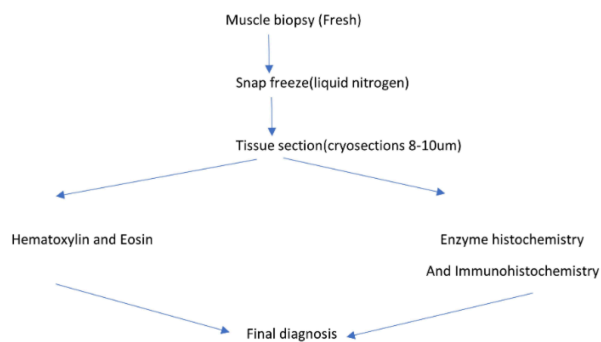 Muscle biopsy (Fresh)
Snap freeze(liquid nitrogen)
Tissue section(cryosections 8-10um)
Hematoxylin and Eosin
Enzyme histochemistry
And Immunohistochemistry
Final diagnosis